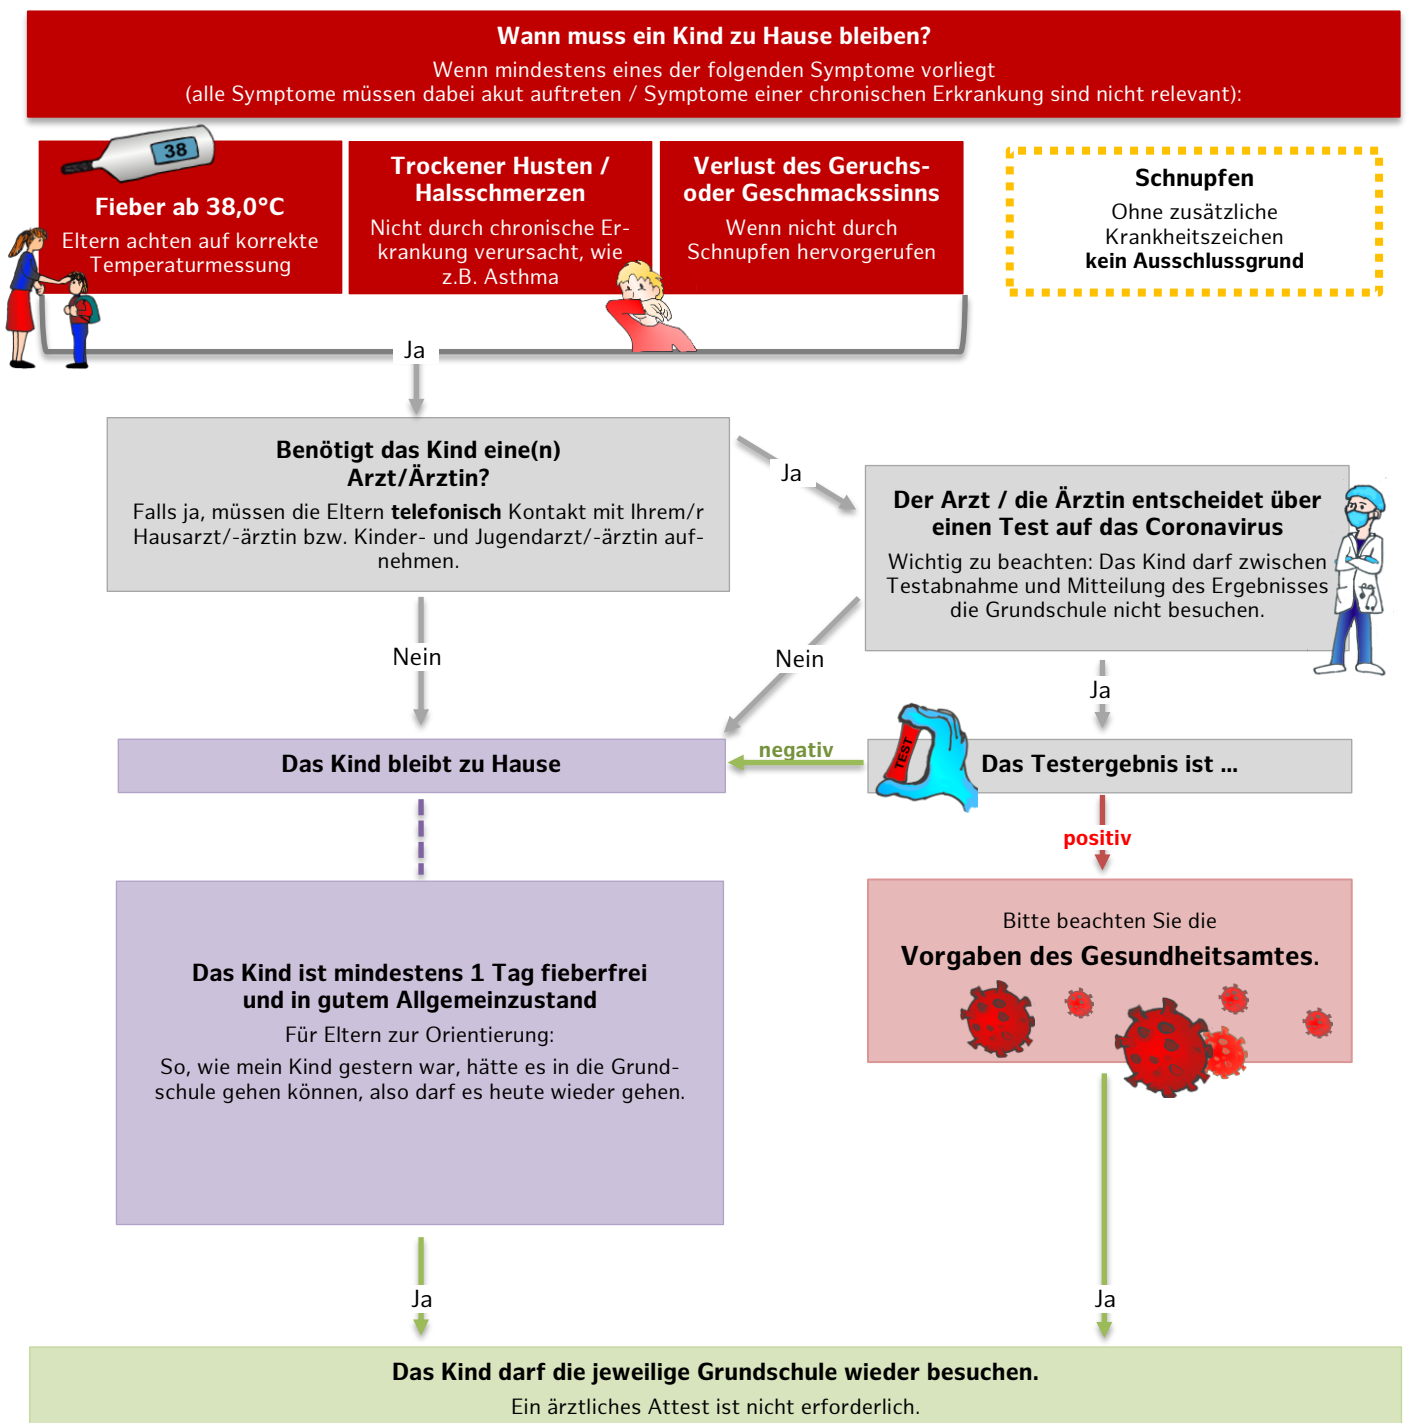 Wann muss ein Kind zu Hause bleiben?
Wenn mindestens eines der folgenden Symptome vorliegt
(alle Symptome müssen dabei akut auftreten / Symptome einer chronischen Erkrankung sind nicht relevant):
38
Fieber ab 38,0°C
Eltern achten auf korrekte
Temperaturmessung
Trockener Husten /
Halsschmerzen
Nicht durch chronische Er-
krankung verursacht, wie
z.B. Asthma
Verlust des Geruchs-
oder Geschmackssinns
Wenn nicht durch
Schnupfen hervorgerufen
Schnupfen
Ohne zusätzliche
Krankheitszeichen
kein Ausschlussgrund
Ja
Benötigt das Kind eine(n)
Arzt/Ärztin?
Falls ja, müssen die Eltern telefonisch Kontakt mit Ihrem/r
Hausarzt/-ärztin bzw. Kinder- und Jugendarzt/-ärztin auf-
nehmen.
Ja
Der Arzt / die Ärztin entscheidet über
einen Test auf das Coronavirus
Wichtig zu beachten: Das Kind darf zwischen
Testabnahme und Mitteilung des Ergebnisses
die Grundschule nicht besuchen.
Nein
Nein
Ja
Das Kind bleibt zu Hause
negativ
TEST
Das Testergebnis ist ...
positiv
Das Kind ist mindestens 1 Tag fieberfrei
und in gutem Allgemeinzustand
Für Eltern zur Orientierung:
So, wie mein Kind gestern war, hätte es in die Grund-
schule gehen können, also darf es heute wieder gehen.
Bitte beachten Sie die
Vorgaben des Gesundheitsamtes.
Ja
Ja
Das Kind darf die jeweilige Grundschule wieder besuchen.
Ein ärztliches Attest ist nicht erforderlich.